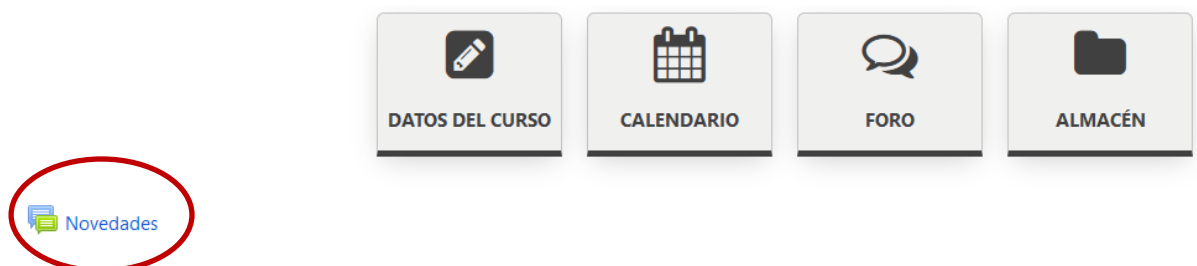 DATOS DEL CURSO
CALENDARIO
FORO
ALMACÉN
Novedades